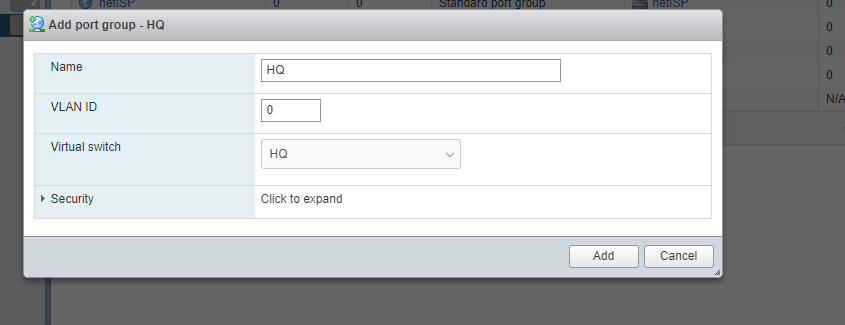 2 netISP 0 0 Standard port group netISP 0
Add port group - HQ
0
Name HQ
0
0
VLAN ID 0
N/A
Virtual switch HQ
Security Click to expand
Add Cancel